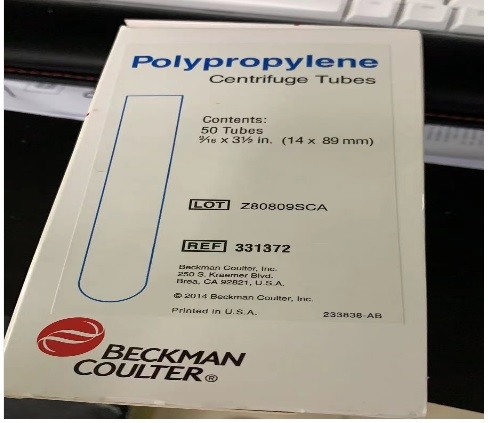 Polypropylene
Centrifuge Tubes
Contents:
50 Tubes
9/16 x 3½ in. (14 x 89 mm)
LOT Z80809SCA
REF 331372
Beckman Coulter, Inc.
250 S. Kraemer Blvd.
Brea, CA 92821, U.S.A.
© 2014 Beckman Coulter, Inc.
Printed in U.S.A. 233838-AB
BECKMAN
COULTER®